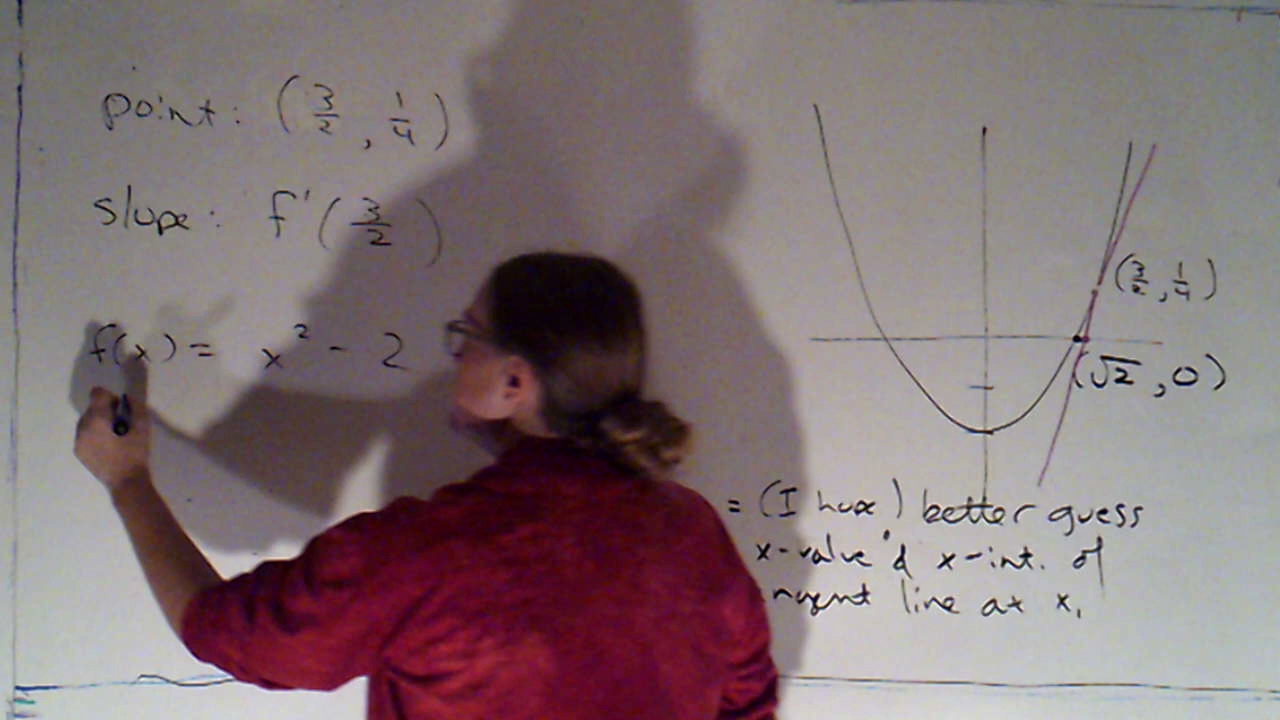 point: (3/2, 1/4)
slope: f'(3/2)
f(x) = x² - 2
(3/2, 1/4)
(√2, 0)
= (I hope) better guess
x-value of x-int. of
line at x₁